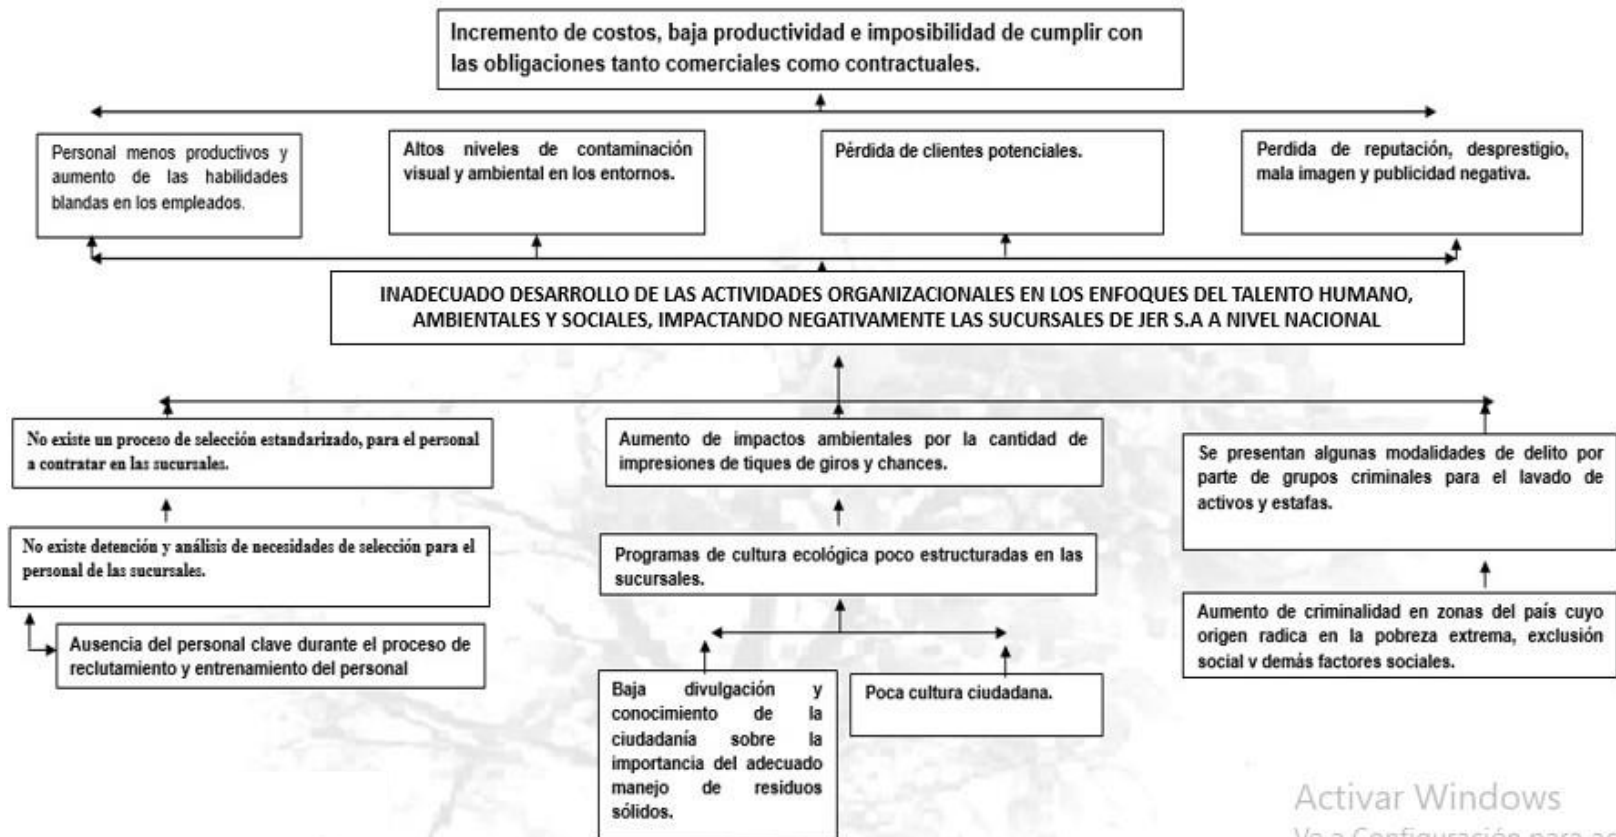 Incremento de costos, baja productividad e imposibilidad de cumplir con
las obligaciones tanto comerciales como contractuales.
Personal menos productivos y
aumento de las habilidades
blandas en los empleados.
Altos niveles de contaminación
visual y ambiental en los entornos.
Pérdida de clientes potenciales.
Perdida de reputación, desprestigio,
mala imagen y publicidad negativa.
INADECUADO DESARROLLO DE LAS ACTIVIDADES ORGANIZACIONALES EN LOS ENFOQUES DEL TALENTO HUMANO,
AMBIENTALES Y SOCIALES, IMPACTANDO NEGATIVAMENTE LAS SUCURSALES DE JER S.A A NIVEL NACIONAL
No existe un proceso de selección estandarizado, para el personal
a contratar en las sucursales.
Aumento de impactos ambientales por la cantidad de
impresiones de tiques de giros y chances.
Se presentan algunas modalidades de delito por
parte de grupos criminales para el lavado de
activos y estafas.
No existe detención y análisis de necesidades de selección para el
personal de las sucursales.
Programas de cultura ecológica poco estructuradas en las
sucursales.
Aumento de criminalidad en zonas del país cuyo
origen radica en la pobreza extrema, exclusión
social y demás factores sociales.
Ausencia del personal clave durante el proceso de
reclutamiento y entrenamiento del personal
Baja divulgación y
conocimiento de la
ciudadanía sobre la
importancia del adecuado
manejo de residuos
sólidos.
Poca cultura ciudadana.
Activar Windows
Ve a Configuración para